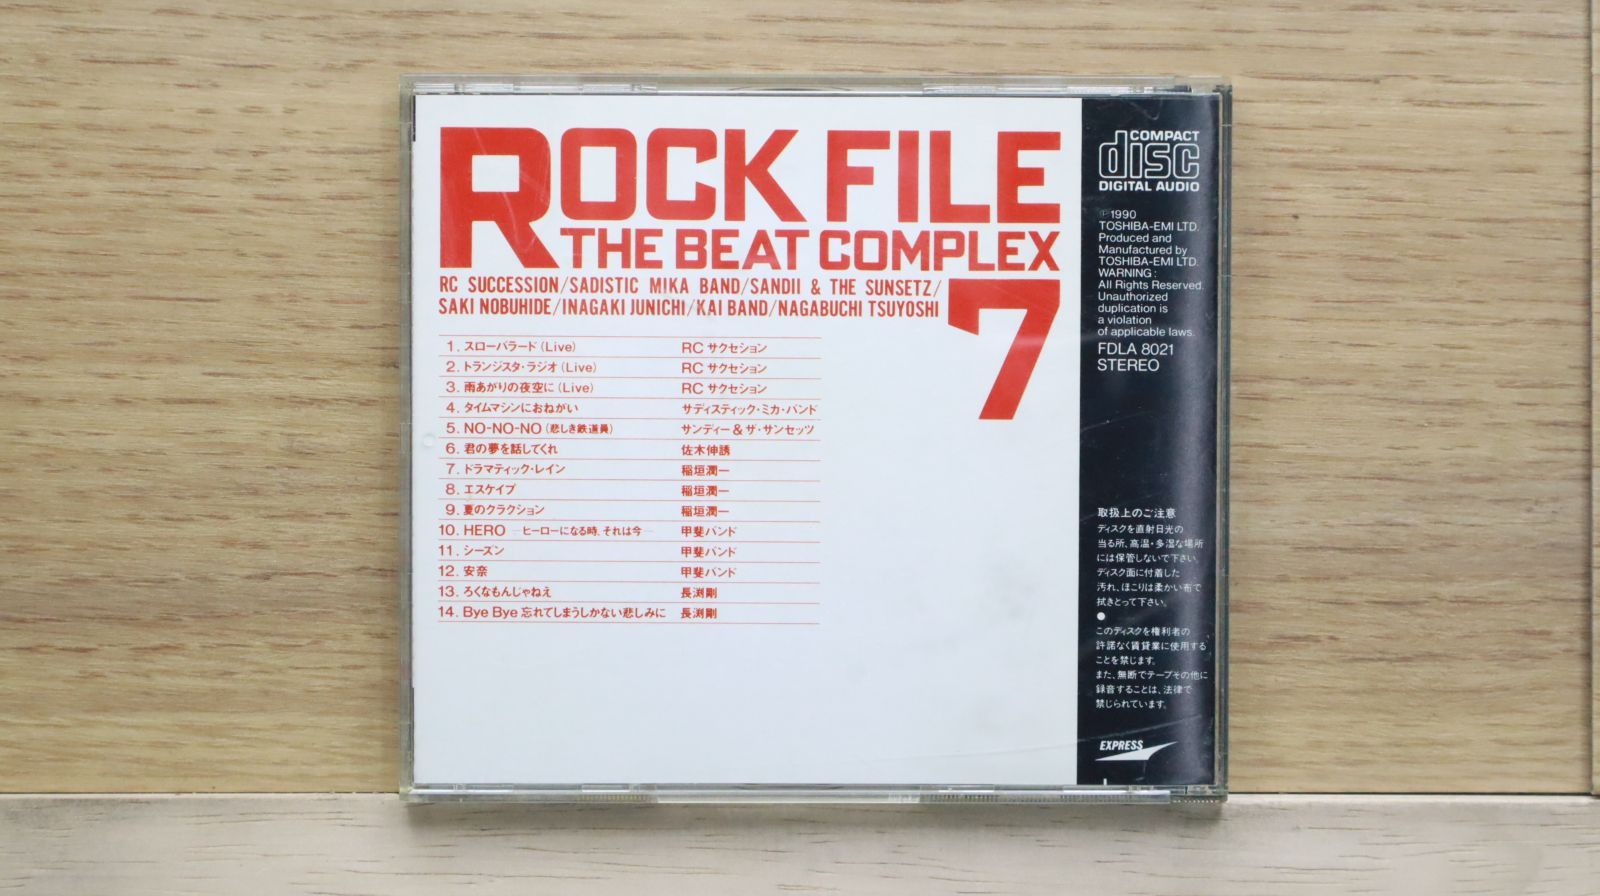 ROCK FILE
THE BEAT COMPLEX
7
RC SUCCESSION/SADISTIC MIKA BAND/SANDII & THE SUNSETZ/
SAKI NOBUHIDE/INAGAKI JUNICHI/KAI BAND/NAGABUCHI TSUYOSHI
1. スローバラード (Live) RC サクセション
2. トランジスタ・ラジオ (Live) RC サクセション
3. 雨あがりの夜空に (Live) RC サクセション
4. タイムマシンにおねがい サディスティック・ミカ・バンド
5. NO-NO-NO (悲しき鉄道員) サンディー & ザ・サンセッツ
6. 君の夢を話してくれ 佐木伸誘
7. ドラマティック・レイン 稲垣潤一
8. エスケイプ 稲垣潤一
9. 夏のクラクション 稲垣潤一
10. HERO —ヒーローになる時、それは今— 甲斐バンド
11. シーズン 甲斐バンド
12. 安奈 甲斐バンド
13. ろくなもんじゃねえ 長渕剛
14. Bye Bye 忘れてしまうしかない悲しみに 長渕剛
COMPACT
disc
DIGITAL AUDIO
℗1990
TOSHIBA-EMI LTD.
Produced and
Manufactured by
TOSHIBA-EMI LTD.
WARNING :
All Rights Reserved.
Unauthorized
duplication is
a violation
of applicable laws.
FDLA 8021
STEREO
取扱上のご注意
ディスクを直射日光の
当る所、高温・多湿な場所
には保管しないで下さい。
ディスク面に付着した
汚れ、ほこりは柔かい布で
拭きとって下さい。
●
このディスクを権利者の
許諾なく賃貸業に使用する
ことを禁じます。
また、無断でテープその他に
録音することは、法律で
禁じられています。
EXPRESS